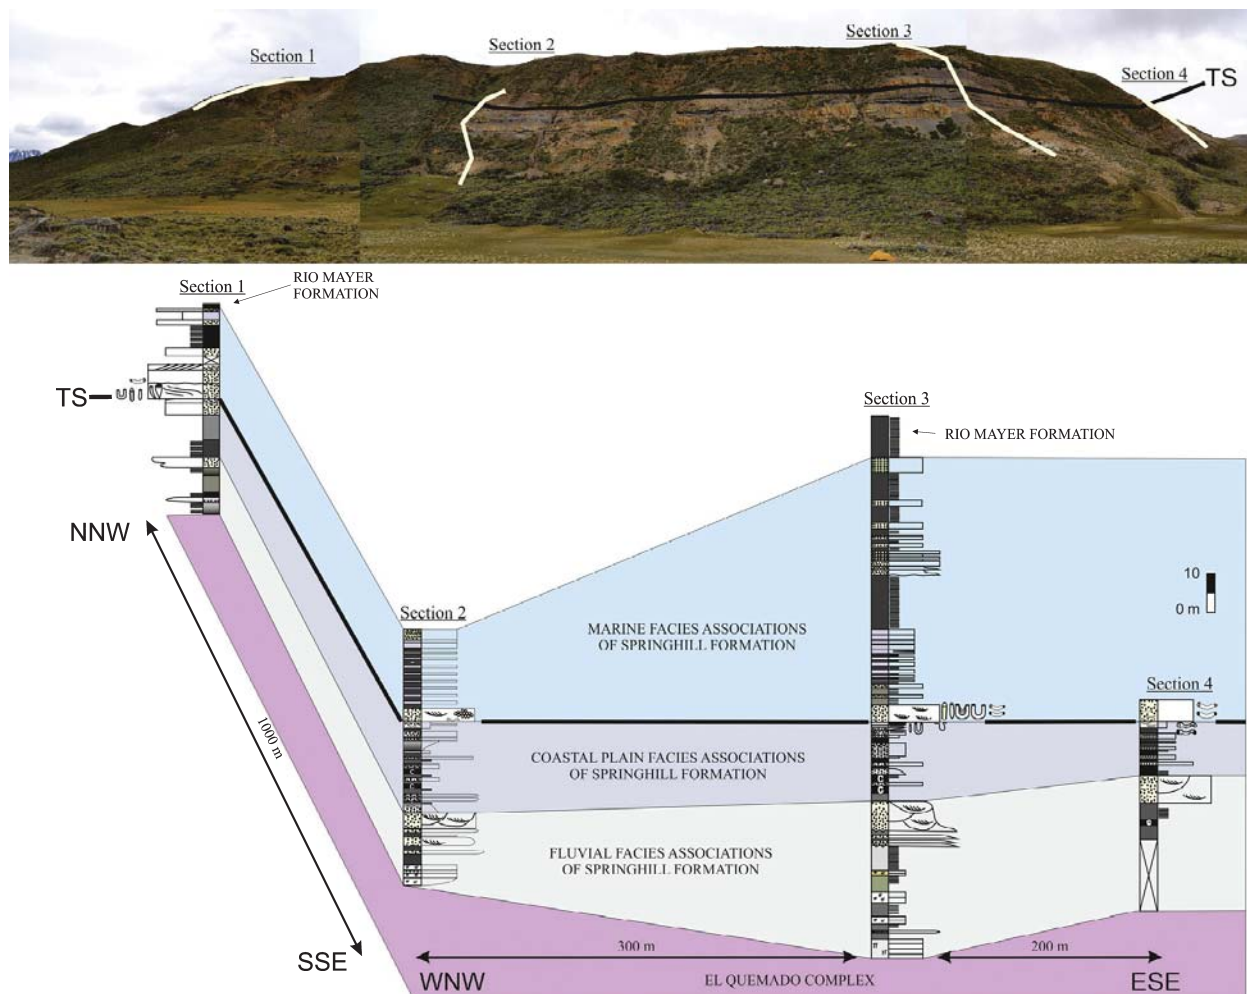 Section 1
Section 2
Section 3
Section 4
TS
Section 1
RIO MAYER
FORMATION
TS
Section 3
RIO MAYER FORMATION
NNW
10
0 m
Section 2
MARINE FACIES ASSOCIATIONS
OF SPRINGHILL FORMATION
Section 4
1000 m
COASTAL PLAIN FACIES ASSOCIATIONS
OF SPRINGHILL FORMATION
C
C
C
C
FLUVIAL FACIES ASSOCIATIONS
OF SPRINGHILL FORMATION
SSE
300 m
200 m
WNW
EL QUEMADO COMPLEX
ESE